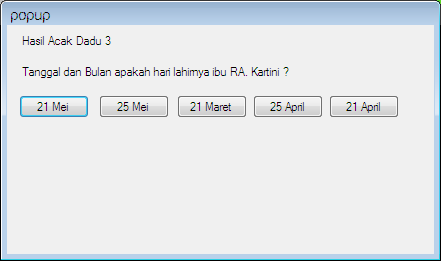 popup
Hasil Acak Dadu 3
Tanggal dan Bulan apakah hari lahirnya ibu RA. Kartini ?
21 Mei 25 Mei 21 Maret 25 April 21 April